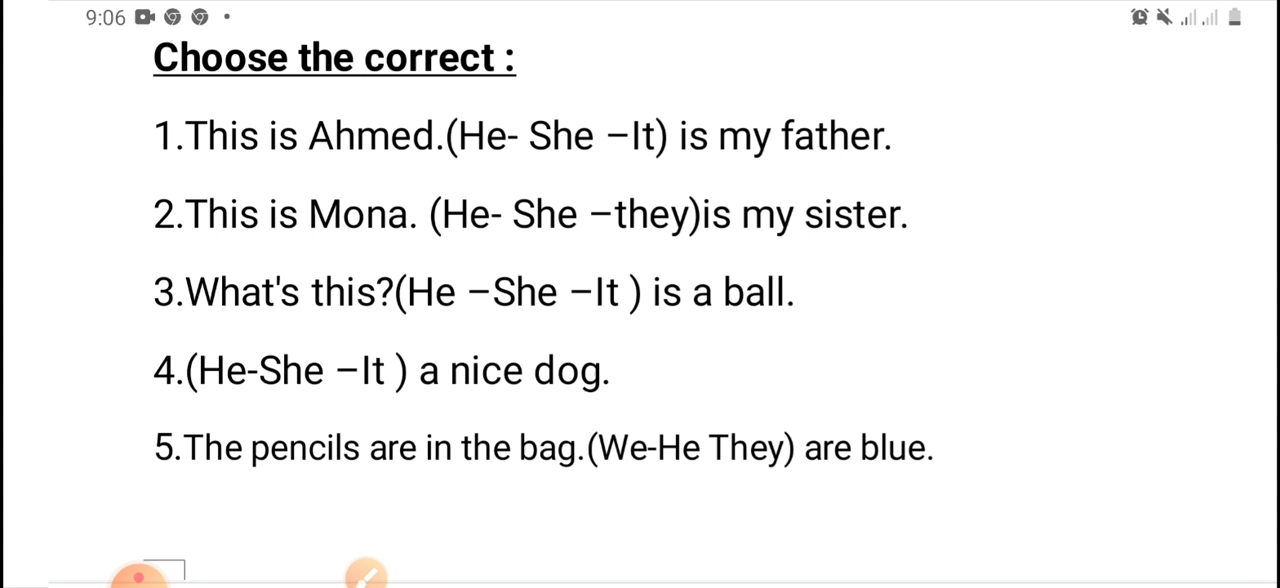 9:06
Choose the correct :
1.This is Ahmed.(He- She –It) is my father.
2.This is Mona. (He- She –they)is my sister.
3.What's this?(He –She –It ) is a ball.
4.(He-She –It ) a nice dog.
5.The pencils are in the bag.(We-He They) are blue.